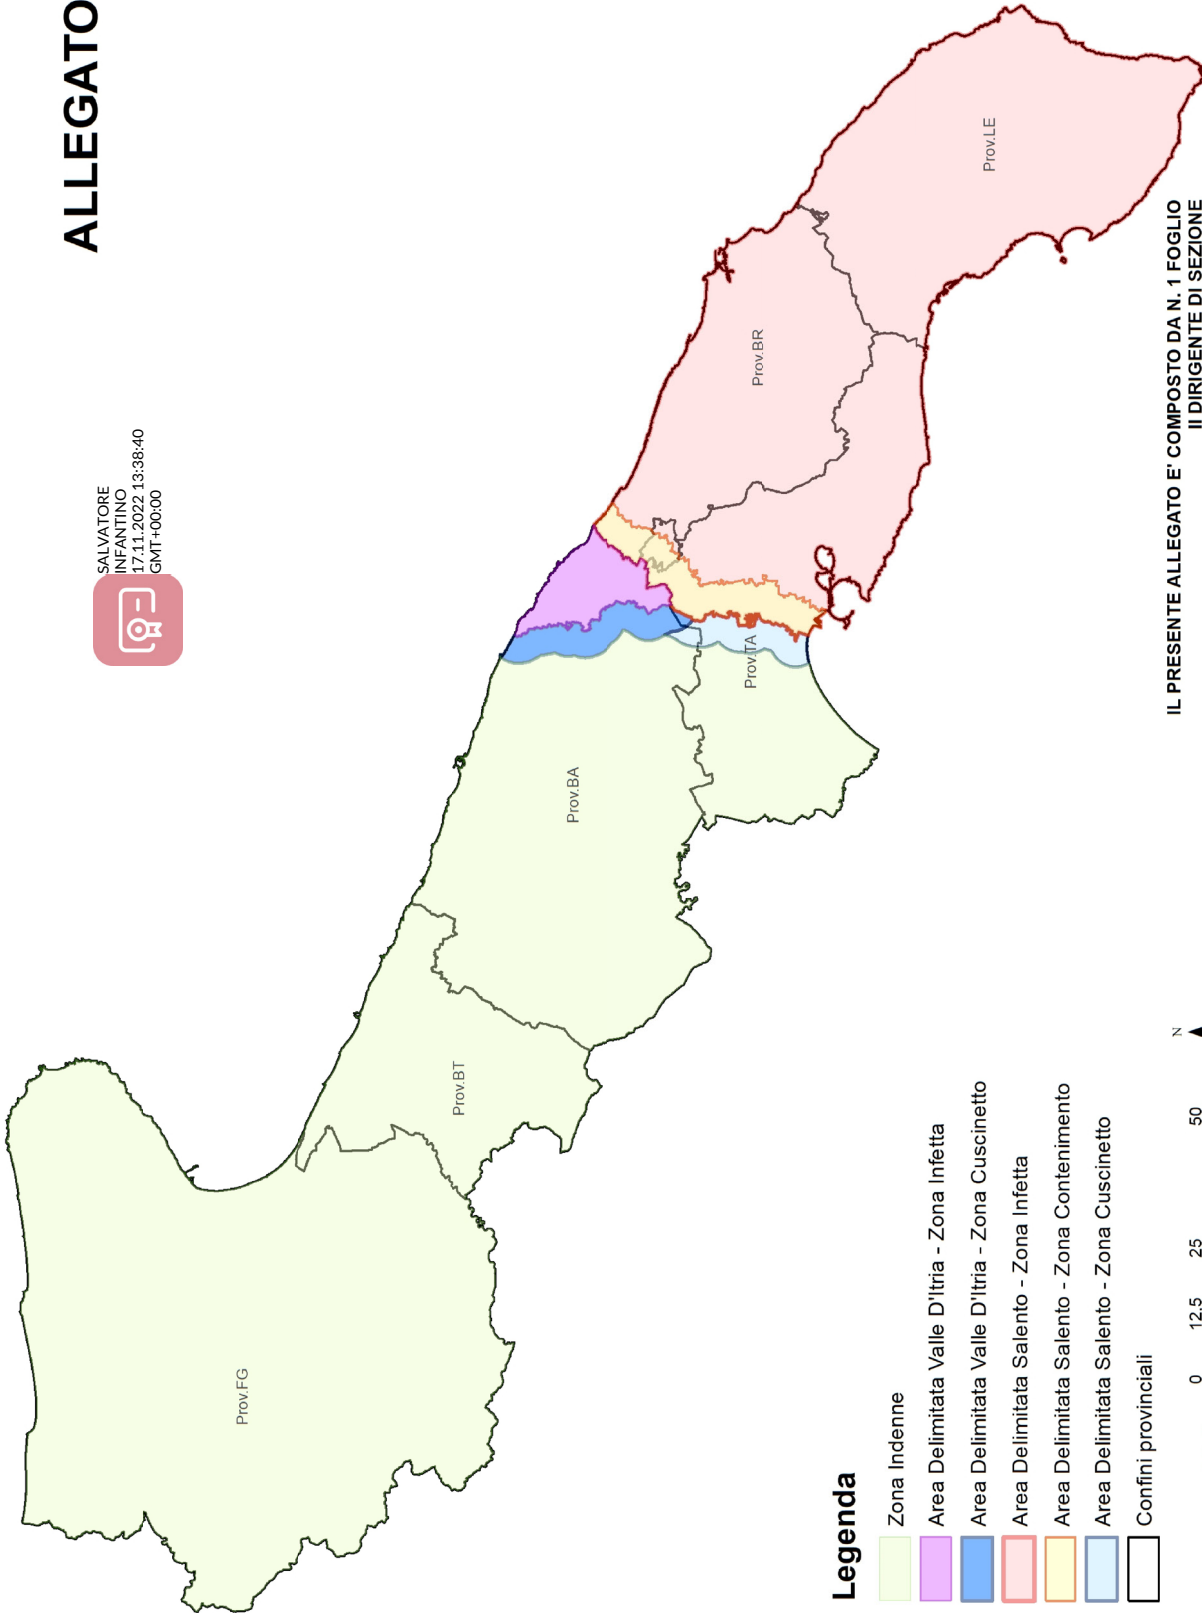 ALLEGATO
SALVATORE
INFANTINO
17.11.2022 13:38:40
GMT+00:00
Prov.FG
Prov.BT
Prov.BA
Prov.TA
Prov.BR
Prov.LE
Legenda
Zona Indenne
Area Delimitata Valle D'Itria - Zona Infetta
Area Delimitata Valle D'Itria - Zona Cuscinetto
Area Delimitata Salento - Zona Infetta
Area Delimitata Salento - Zona Contenimento
Area Delimitata Salento - Zona Cuscinetto
Confini provinciali
0 12,5 25 50
N
IL PRESENTE ALLEGATO E' COMPOSTO DA N. 1 FOGLIO
Il DIRIGENTE DI SEZIONE